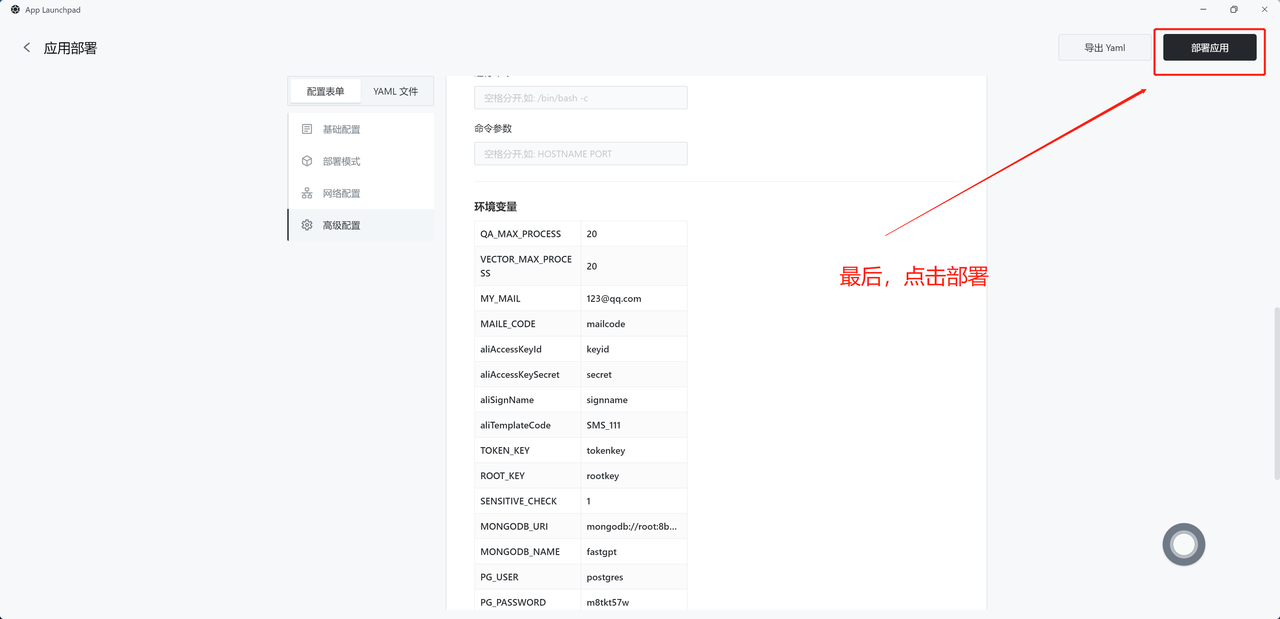 App Launchpad
应用部署
导出 Yaml
部署应用
配置表单
YAML 文件
基础配置
部署模式
网络配置
高级配置
空格分开,如: /bin/bash -c
命令参数
空格分开,如: HOSTNAME PORT
环境变量
QA_MAX_PROCESS 20
VECTOR_MAX_PROCE
SS
20
MY_MAIL 123@qq.com
MAILE_CODE mailcode
aliAccessKeyId keyid
aliAccessKeySecret secret
aliSignName signname
aliTemplateCode SMS_111
TOKEN_KEY tokenkey
ROOT_KEY rootkey
SENSITIVE_CHECK 1
MONGODB_URI mongodb://root:8b...
MONGODB_NAME fastgpt
PG_USER postgres
PG_PASSWORD m8tkt57w
最后，点击部署